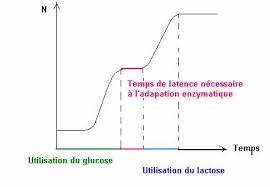 N
Temps de latence nécessaire
à l'adapation enzymatique
Temps
Utilisation du glucose
Utilisation du lactose